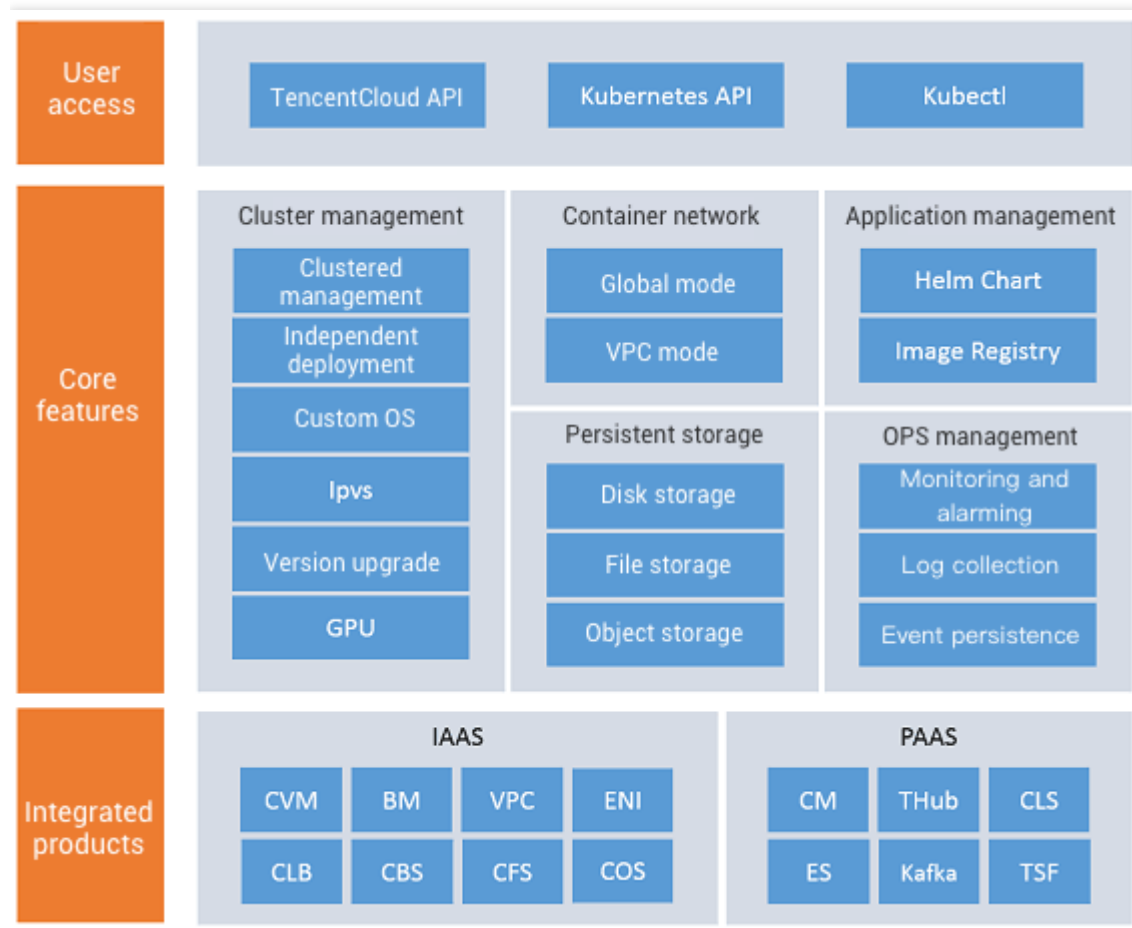 User
access
TencentCloud API
Kubernetes API
Kubectl
Core
features
Cluster management
Clustered
management
Independent
deployment
Custom OS
Ipvs
Version upgrade
GPU
Container network
Global mode
VPC mode
Application management
Helm Chart
Image Registry
Persistent storage
Disk storage
File storage
Object storage
OPS management
Monitoring and
alarming
Log collection
Event persistence
Integrated
products
IAAS
CVM
BM
VPC
ENI
CLB
CBS
CFS
COS
PAAS
CM
THub
CLS
ES
Kafka
TSF